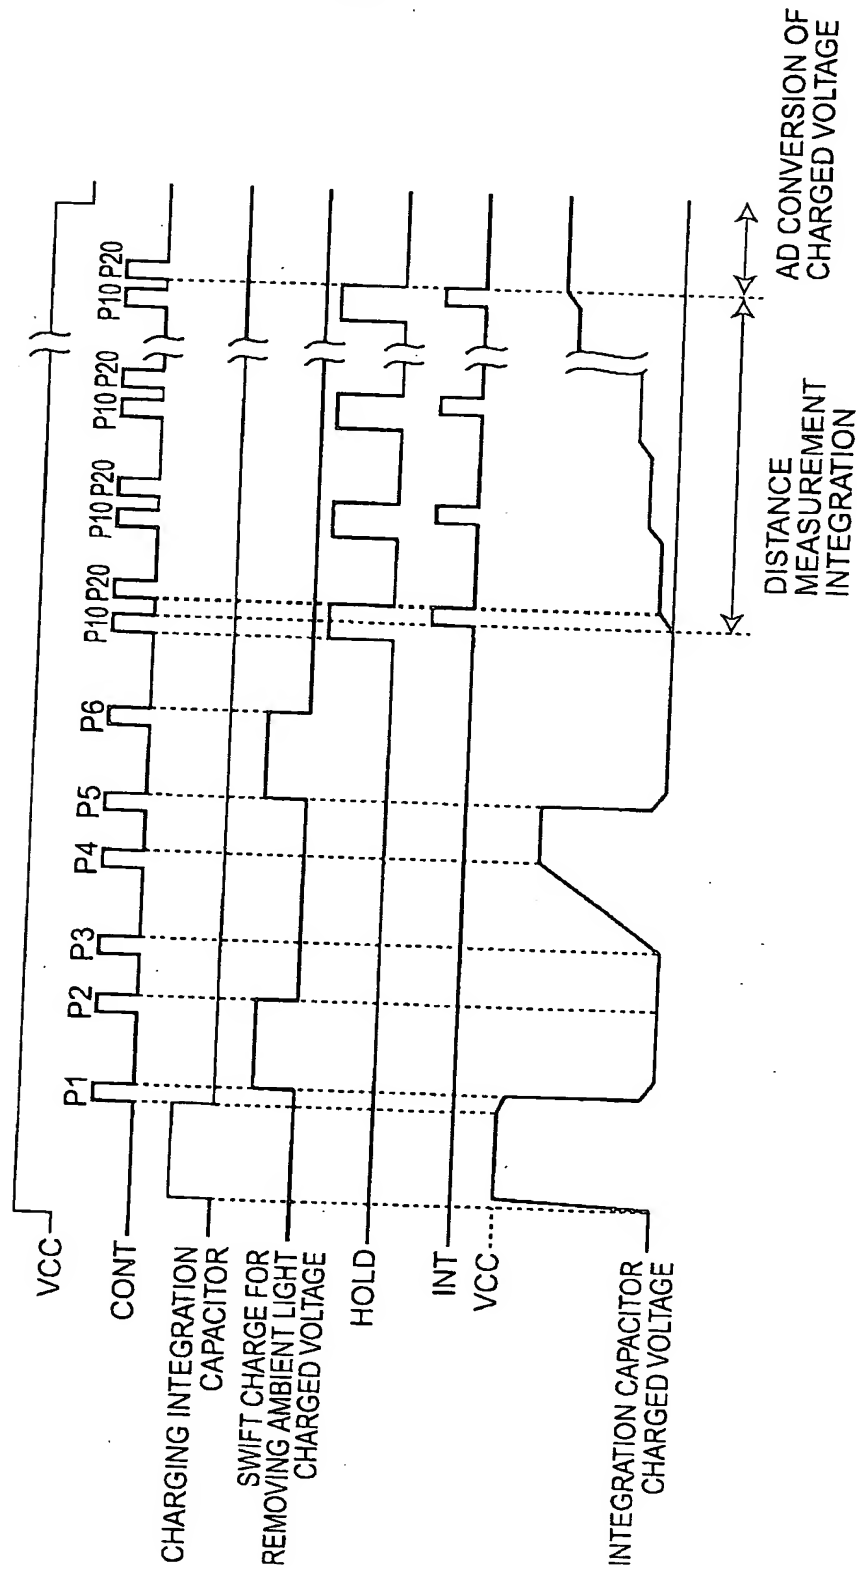 VCC
CONT
P1
P2
P3
P4
P5
P6
P10 P20
P10 P20
P10 P20
P10 P20
CHARGING INTEGRATION
CAPACITOR
SWIFT CHARGE FOR
REMOVING AMBIENT LIGHT
CHARGED VOLTAGE
HOLD
INT
VCC
INTEGRATION CAPACITOR
CHARGED VOLTAGE
DISTANCE
MEASUREMENT
INTEGRATION
AD CONVERSION OF
CHARGED VOLTAGE